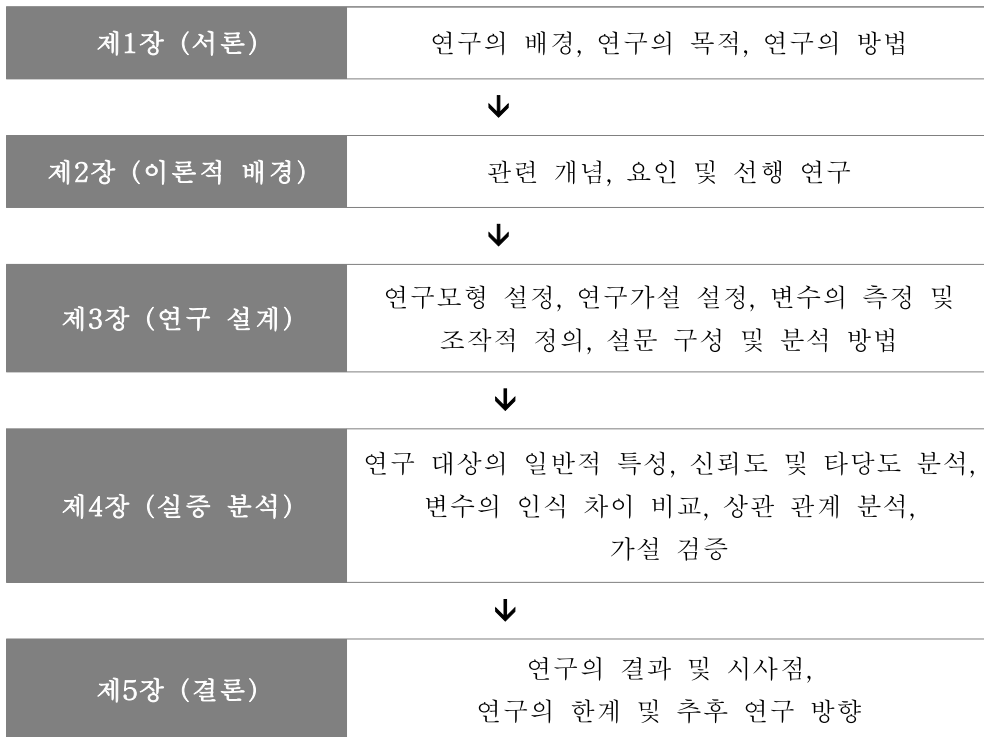 제1장 (서론)
연구의 배경, 연구의 목적, 연구의 방법
제2장 (이론적 배경)
관련 개념, 요인 및 선행 연구
제3장 (연구 설계)
연구모형 설정, 연구가설 설정, 변수의 측정 및
조작적 정의, 설문 구성 및 분석 방법
제4장 (실증 분석)
연구 대상의 일반적 특성, 신뢰도 및 타당도 분석,
변수의 인식 차이 비교, 상관 관계 분석,
가설 검증
제5장 (결론)
연구의 결과 및 시사점,
연구의 한계 및 추후 연구 방향